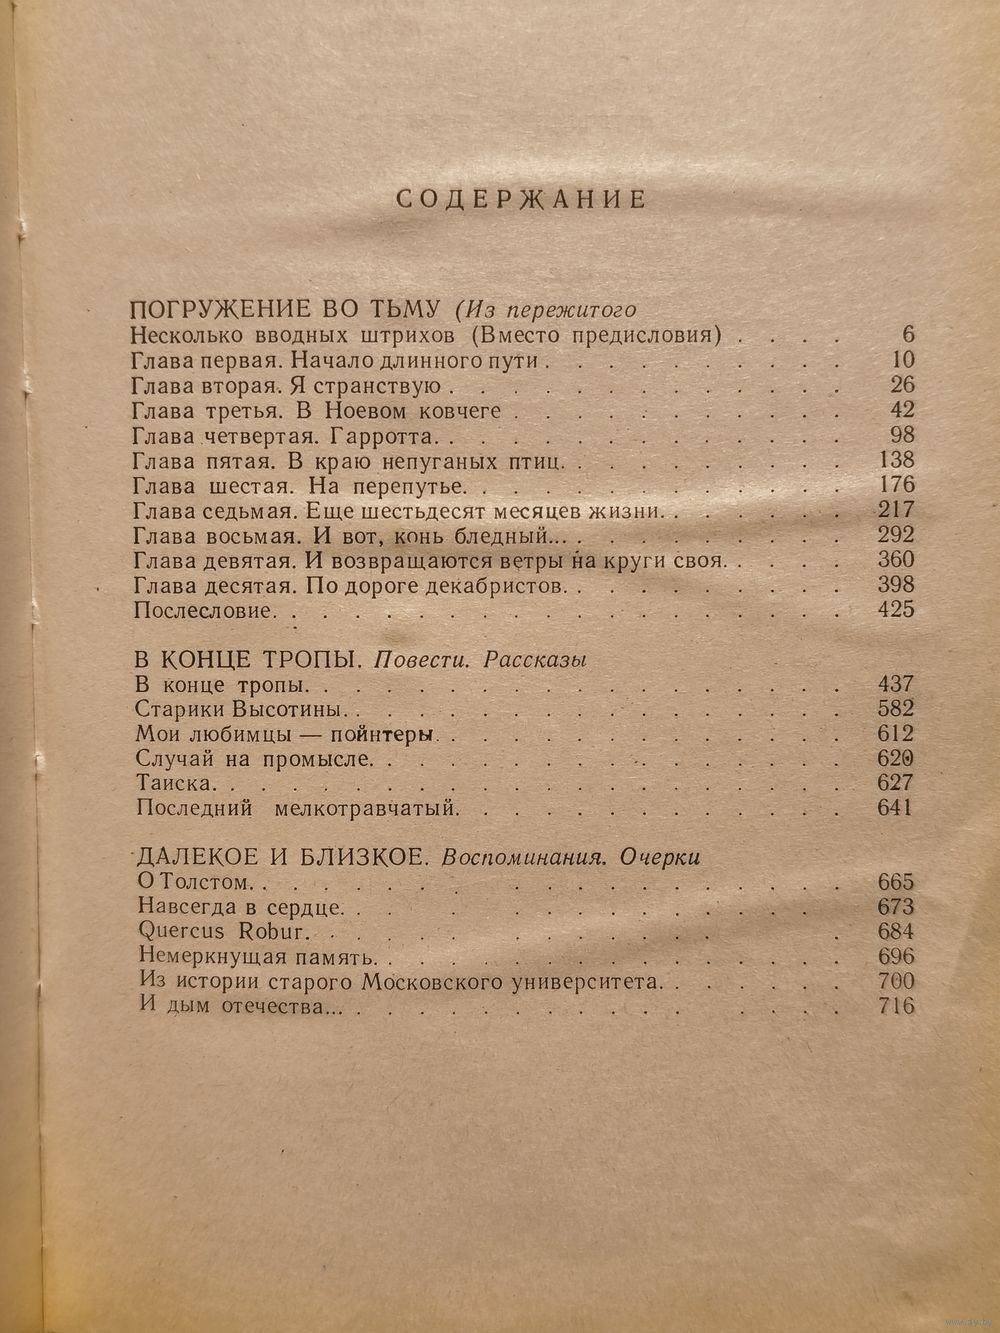 СОДЕРЖАНИЕ
ПОГРУЖЕНИЕ ВО ТЬМУ (Из пережитого
Несколько вводных штрихов (Вместо предисловия) . . . . 6
Глава первая. Начало длинного пути . . . . . . . . . . 10
Глава вторая. Я странствую . . . . . . . . . . . . . 26
Глава третья. В Ноевом ковчеге . . . . . . . . . . . 42
Глава четвертая. Гарротта. . . . . . . . . . . . . . 98
Глава пятая. В краю непуганых птиц. . . . . . . . . . 138
Глава шестая. На перепутье. . . . . . . . . . . . . 176
Глава седьмая. Еще шестьдесят месяцев жизни. . . . . . . 217
Глава восьмая. И вот, конь бледный... . . . . . . . . . 292
Глава девятая. И возвращаются ветры на круги своя. . . . . 360
Глава десятая. По дороге декабристов. . . . . . . . . . 398
Послесловие. . . . . . . . . . . . . . . . . . . 425
В КОНЦЕ ТРОПЫ. Повести. Рассказы
В конце тропы. . . . . . . . . . . . . . . . . . 437
Старики Высотины. . . . . . . . . . . . . . . . . 582
Мои любимцы — пойнтеры. . . . . . . . . . . . . . 612
Случай на промысле. . . . . . . . . . . . . . . . 620
Таиска. . . . . . . . . . . . . . . . . . . . . 627
Последний мелкотравчатый. . . . . . . . . . . . . 641
ДАЛЕКОЕ И БЛИЗКОЕ. Воспоминания. Очерки
О Толстом. . . . . . . . . . . . . . . . . . . 665
Навсегда в сердце. . . . . . . . . . . . . . . 673
Quercus Robur. . . . . . . . . . . . . . . 684
Немеркнущая память. . . . . . . . . . . . . . . . 696
Из истории старого Московского университета. . . . . . . 700
И дым отечества... . . . . . . . . . . . . . . . 716
www.ay.by